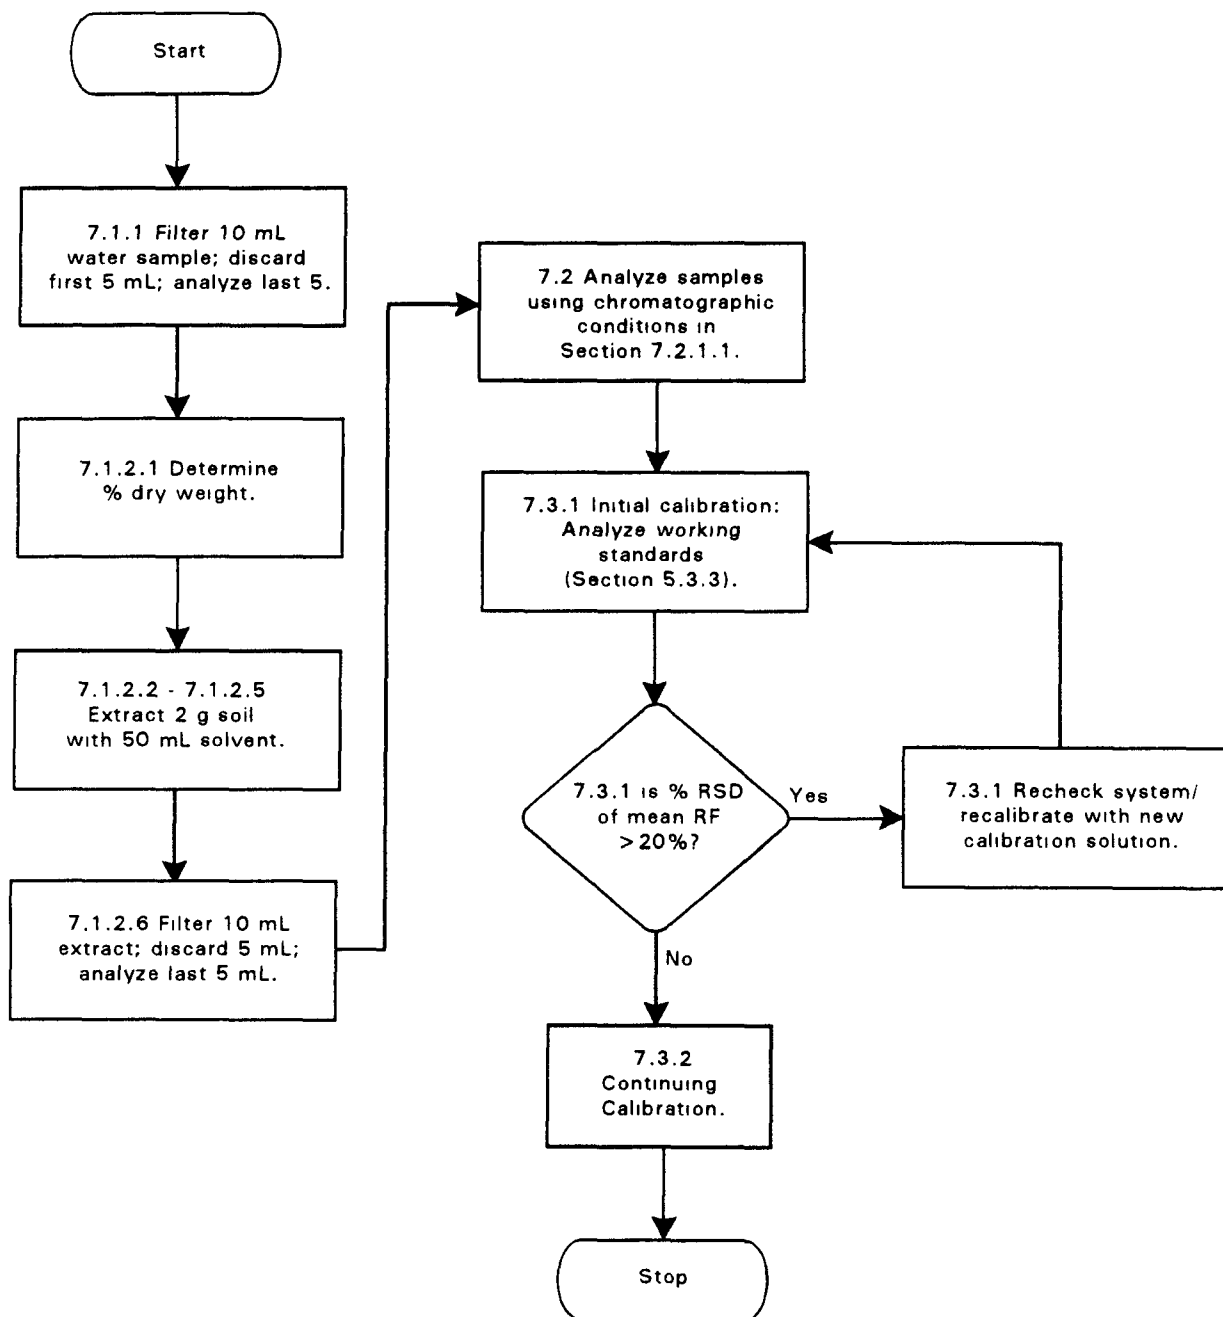 Start
7.1.1 Filter 10 mL
water sample; discard
first 5 mL; analyze last 5.
7.1.2.1 Determine
% dry weight.
7.1.2.2 - 7.1.2.5
Extract 2 g soil
with 50 mL solvent.
7.1.2.6 Filter 10 mL
extract; discard 5 mL;
analyze last 5 mL.
7.2 Analyze samples
using chromatographic
conditions in
Section 7.2.1.1.
7.3.1 Initial calibration:
Analyze working
standards
(Section 5.3.3).
7.3.1 is % RSD
of mean RF
>20%?
Yes
7.3.1 Recheck system/
recalibrate with new
calibration solution.
No
7.3.2
Continuing
Calibration.
Stop